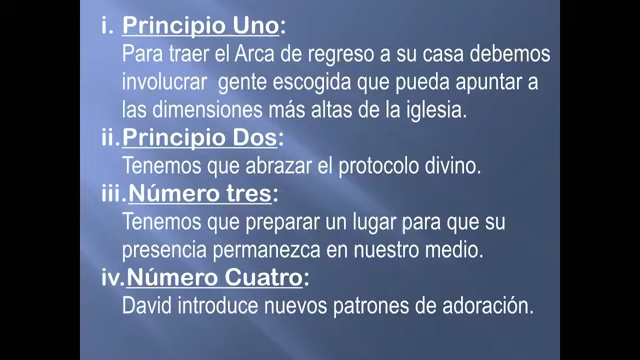 i. Principio Uno:
Para traer el Arca de regreso a su casa debemos
involucrar gente escogida que pueda apuntar a
las dimensiones más altas de la iglesia.
ii. Principio Dos:
Tenemos que abrazar el protocolo divino.
iii. Número tres:
Tenemos que preparar un lugar para que su
presencia permanezca en nuestro medio.
iv. Número Cuatro:
David introduce nuevos patrones de adoración.